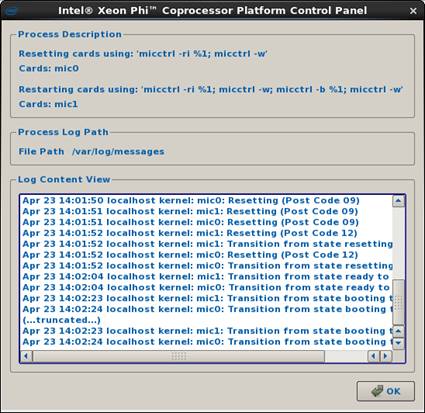 Intel® Xeon Phi™ Coprocessor Platform Control Panel
Process Description
Resetting cards using: 'micctrl -ri %1; micctrl -w'
Cards: mic0
Restarting cards using: 'micctrl -ri %1; micctrl -w; micctrl -b %1; micctrl -w'
Cards: mic1
Process Log Path
File Path /var/log/messages
Log Content View
Apr 23 14:01:50 localhost kernel: mic0: Resetting (Post Code 09)
Apr 23 14:01:51 localhost kernel: mic1: Resetting (Post Code 09)
Apr 23 14:01:51 localhost kernel: mic0: Resetting (Post Code 09)
Apr 23 14:01:52 localhost kernel: mic1: Resetting (Post Code 12)
Apr 23 14:01:52 localhost kernel: mic1: Transition from state resetting
Apr 23 14:01:52 localhost kernel: mic0: Resetting (Post Code 12)
Apr 23 14:01:52 localhost kernel: mic0: Transition from state resetting
Apr 23 14:02:04 localhost kernel: mic1: Transition from state ready to
Apr 23 14:02:04 localhost kernel: mic0: Transition from state ready to
Apr 23 14:02:23 localhost kernel: mic1: Transition from state booting t
Apr 23 14:02:24 localhost kernel: mic0: Transition from state booting t
(...truncated...)
Apr 23 14:02:23 localhost kernel: mic1: Transition from state booting t
Apr 23 14:02:24 localhost kernel: mic0: Transition from state booting t
OK